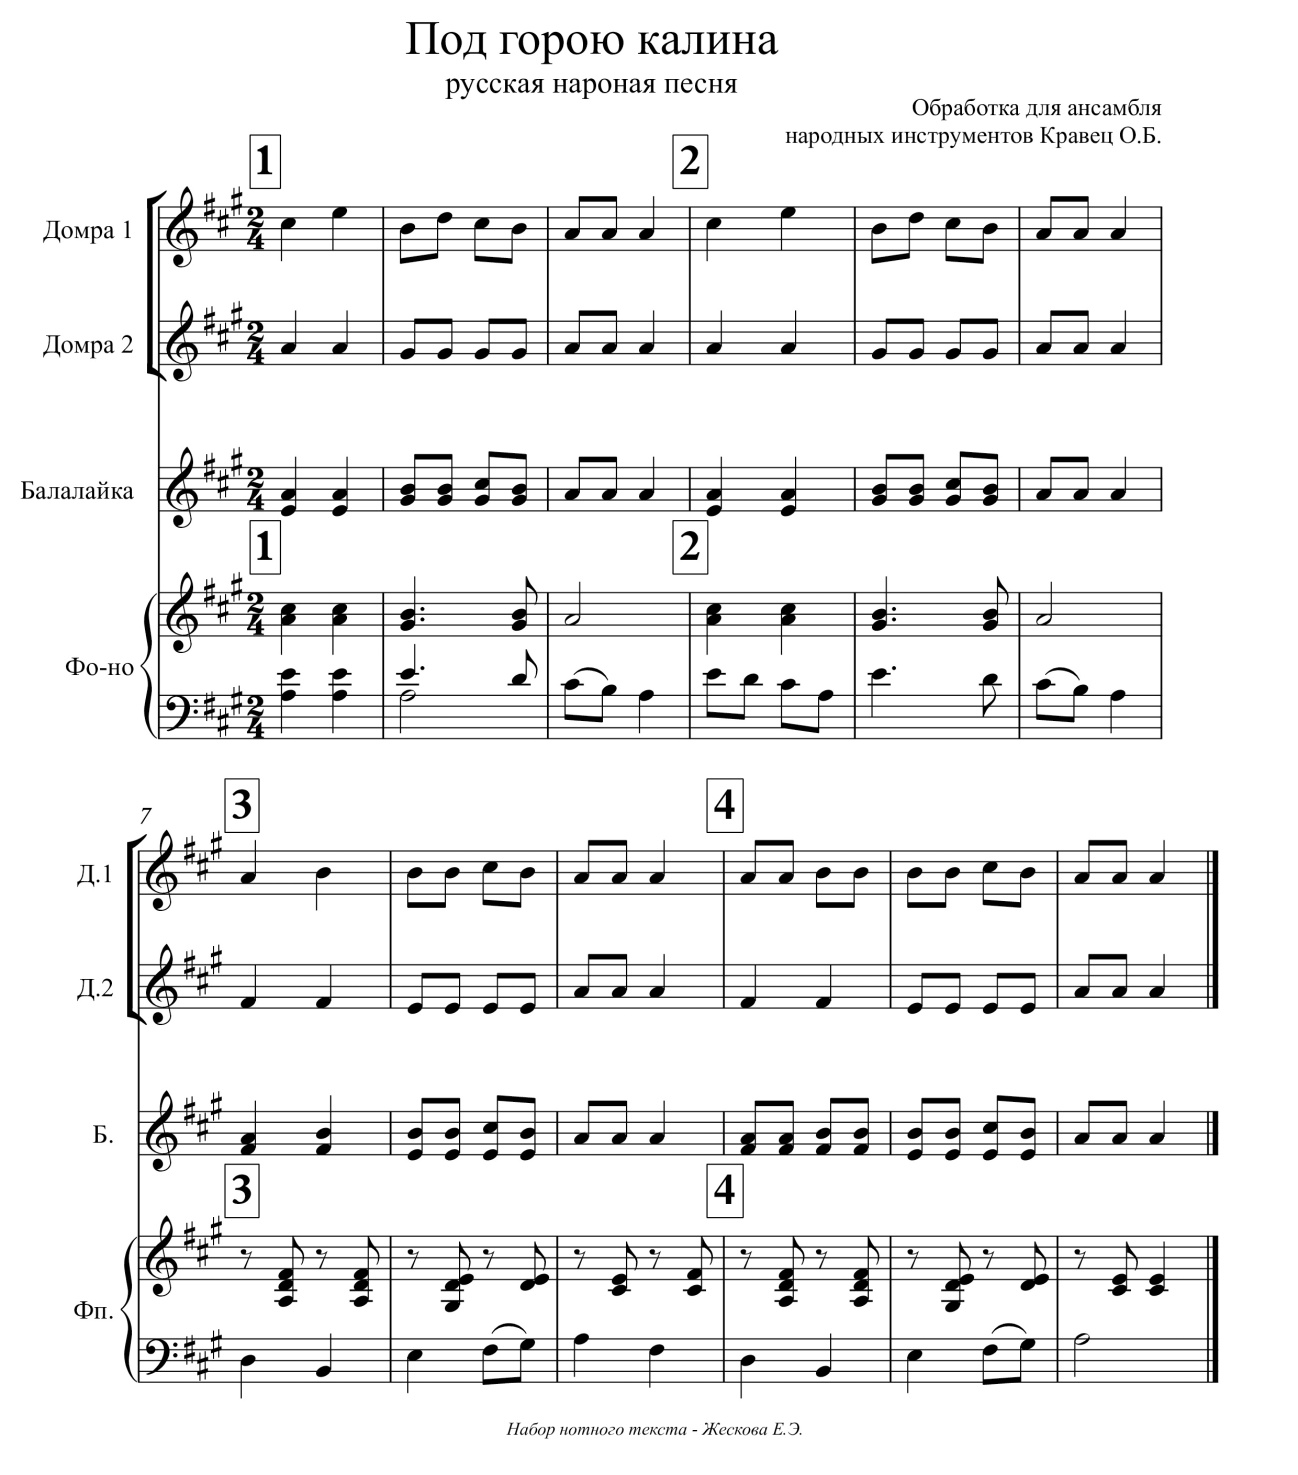 Под горою калина
русская нароная песня
Обработка для ансамбля
народных инструментов Кравец О.Б.
1
2
Домра 1
Домра 2
Балалайка
1
2
Фо-но
7
3
4
Д.1
Д.2
Б.
3
4
Фп.
Набор нотного текста - Жескова Е.Э.